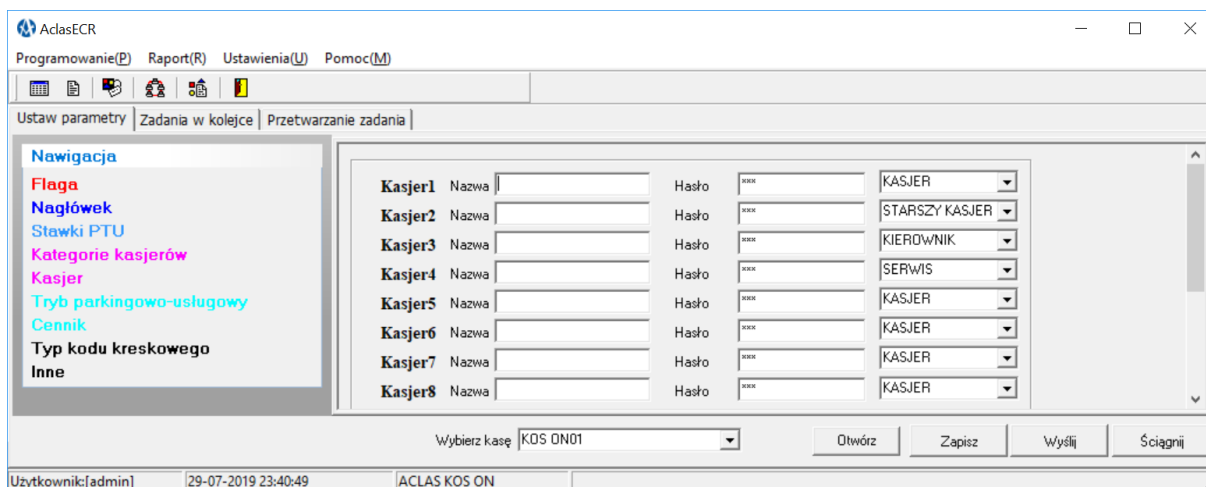 AclasECR
Programowanie(P) Raport(R) Ustawienia(U) Pomoc(M)
Ustaw parametry Zadania w kolejce Przetwarzanie zadania
Nawigacja
Flaga
Nagłówek
Stawki PTU
Kategorie kasjerów
Kasjer
Tryb parkingowo-usługowy
Cennik
Typ kodu kreskowego
Inne
Kasjer1 Nazwa Hasło *** KASJER
Kasjer2 Nazwa Hasło *** STARSZY KASJER
Kasjer3 Nazwa Hasło *** KIEROWNIK
Kasjer4 Nazwa Hasło *** SERWIS
Kasjer5 Nazwa Hasło *** KASJER
Kasjer6 Nazwa Hasło *** KASJER
Kasjer7 Nazwa Hasło *** KASJER
Kasjer8 Nazwa Hasło *** KASJER
Wybierz kasę KOS ON01 Otwórz Zapisz Wyślij Ściągnij
Użytkownik:[admin] 29-07-2019 23:40:49 ACLAS KOS ON